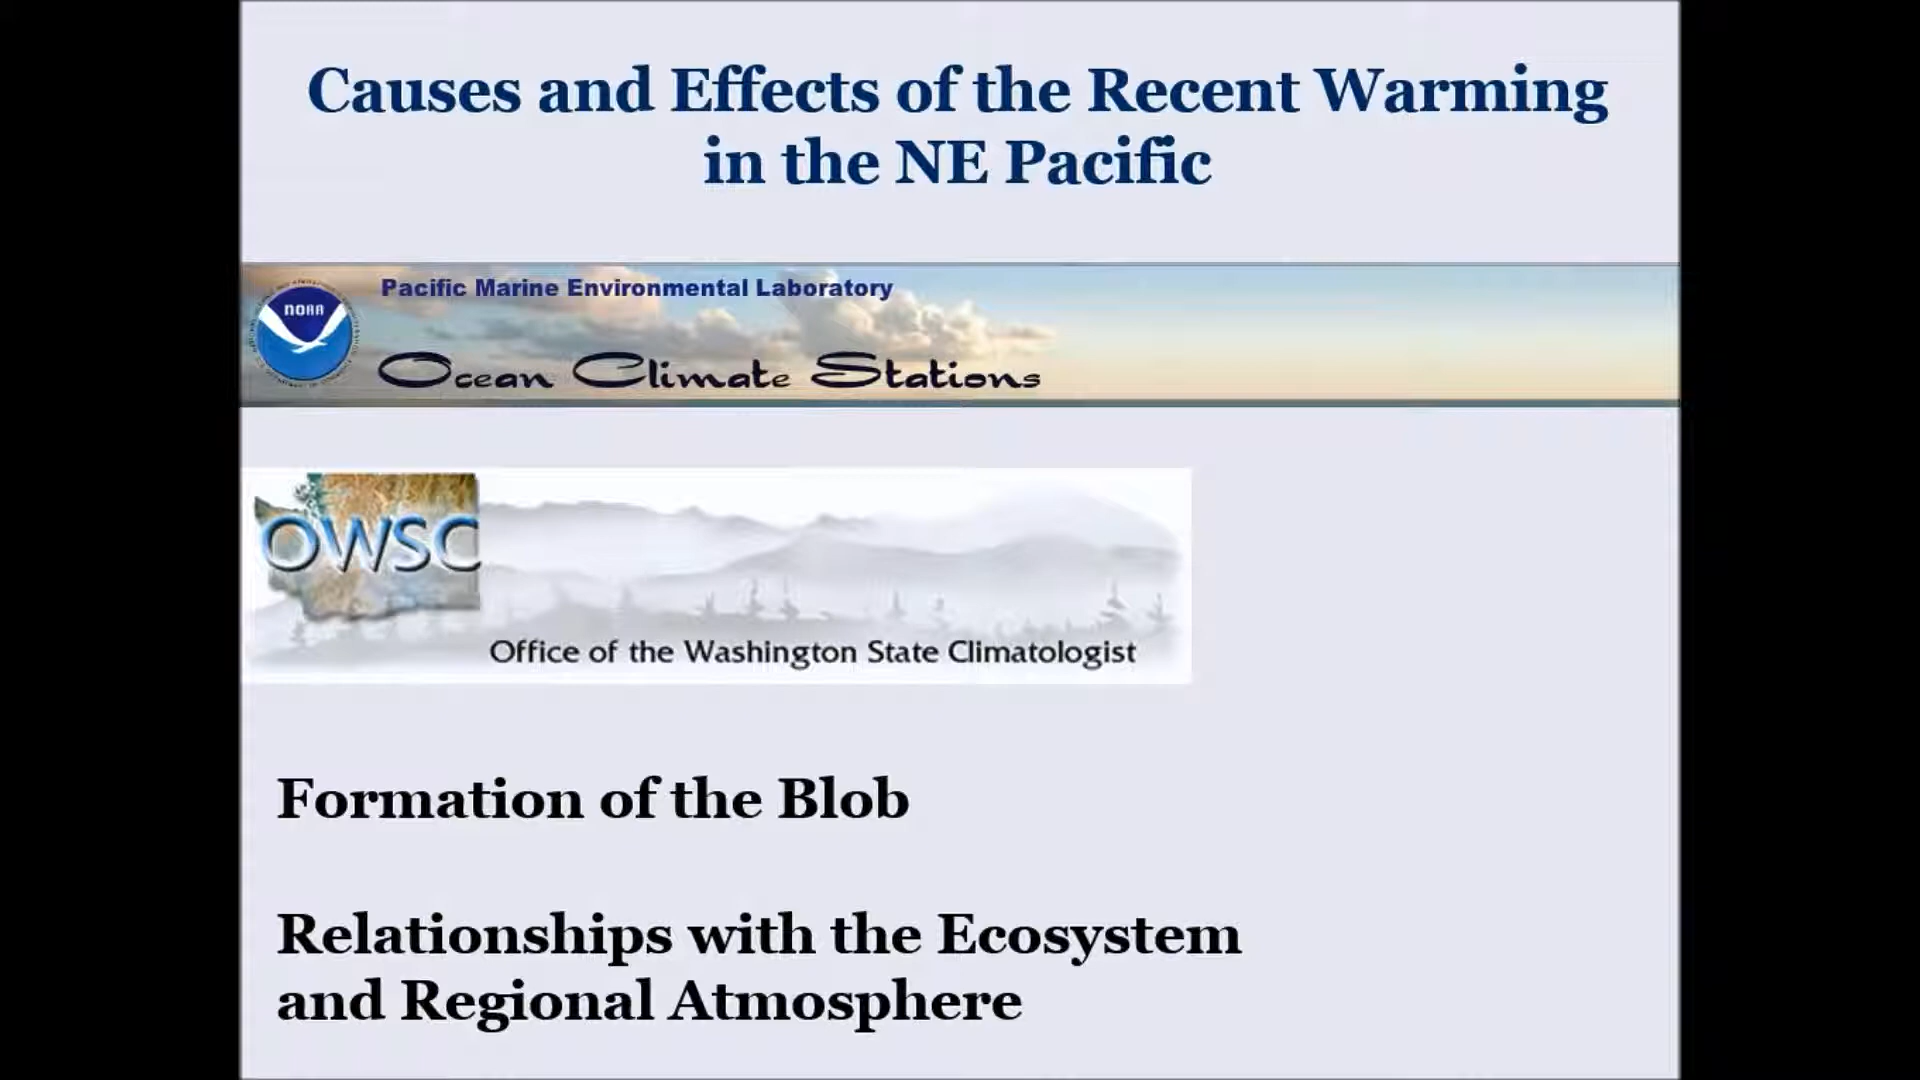 Causes and Effects of the Recent Warming
in the NE Pacific
NOAA
Pacific Marine Environmental Laboratory
Ocean Climate Stations
OWSC
Office of the Washington State Climatologist
Formation of the Blob
Relationships with the Ecosystem
and Regional Atmosphere